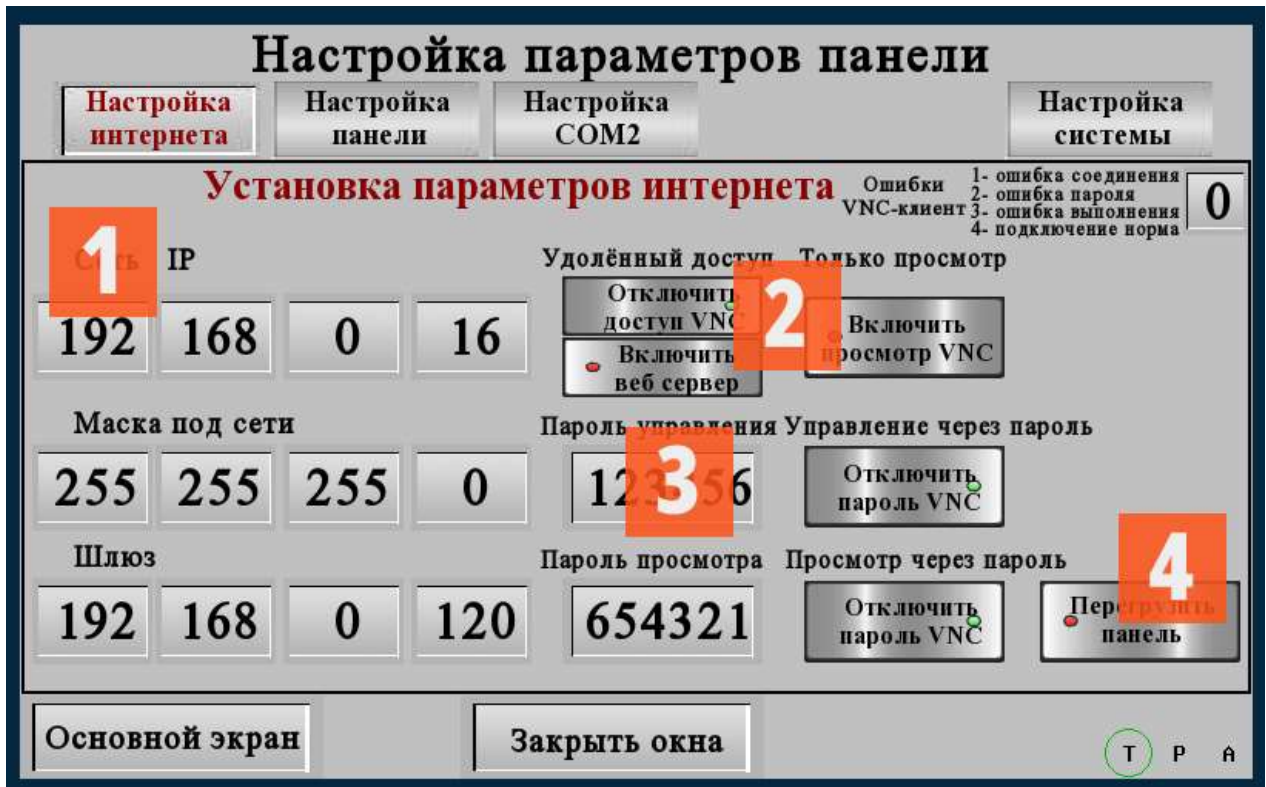 Настройка параметров панели
Настройка
интернета
Настройка
панели
Настройка
COM2
Настройка
системы
Установка параметров интернета
Ошибки
VNC-клиент
1- ошибка соединения
2- ошибка пароля
3- ошибка выполнения
4- подключение норма
0
1
IP
192 168 0 16
Удолённый доступ
Отключить
доступ VNC
Включить
веб сервер
2
Только просмотр
Включить
просмотр VNC
Маска под сети
255 255 255 0
Пароль управления
3
Управление через пароль
Отключить
пароль VNC
Шлюз
192 168 0 120
Пароль просмотра
654321
Просмотр через пароль
Отключить
пароль VNC
4
Перегрузить
панель
Основной экран
Закрыть окна
Т Р А